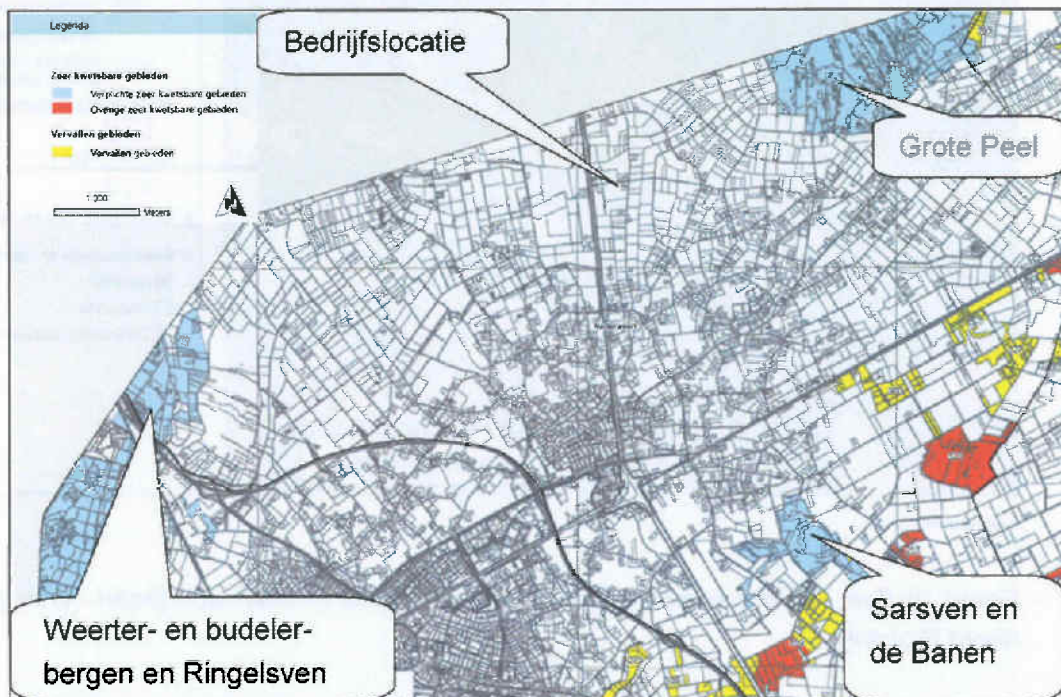 Legenda
Zeer kwetsbare gebieden
Verplichte zeer kwetsbare gebieden
Overige zeer kwetsbare gebieden
Vervallen gebieden
Vervallen gebieden
Meters
Bedrijfslocatie
Grote Peel
Weerter- en budeler-
bergen en Ringelsven
Sarsven en
de Banen